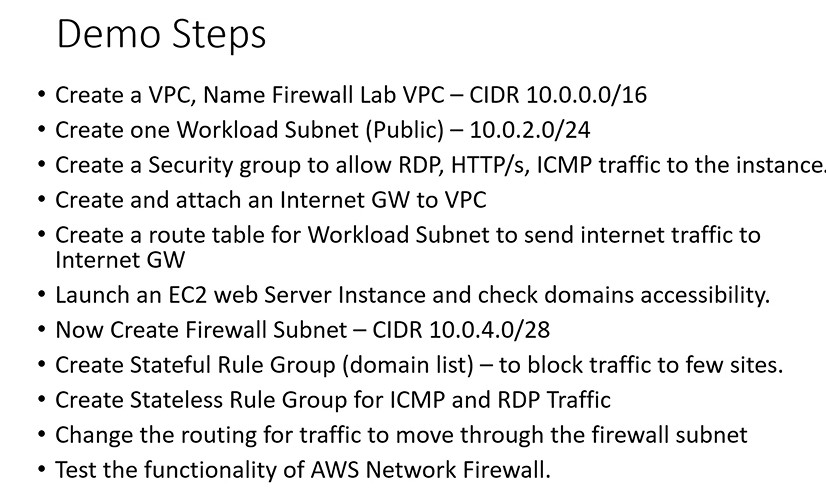 Demo Steps
• Create a VPC, Name Firewall Lab VPC – CIDR 10.0.0.0/16
• Create one Workload Subnet (Public) – 10.0.2.0/24
• Create a Security group to allow RDP, HTTP/s, ICMP traffic to the instance.
• Create and attach an Internet GW to VPC
• Create a route table for Workload Subnet to send internet traffic to
Internet GW
• Launch an EC2 web Server Instance and check domains accessibility.
• Now Create Firewall Subnet – CIDR 10.0.4.0/28
• Create Stateful Rule Group (domain list) – to block traffic to few sites.
• Create Stateless Rule Group for ICMP and RDP Traffic
• Change the routing for traffic to move through the firewall subnet
• Test the functionality of AWS Network Firewall.